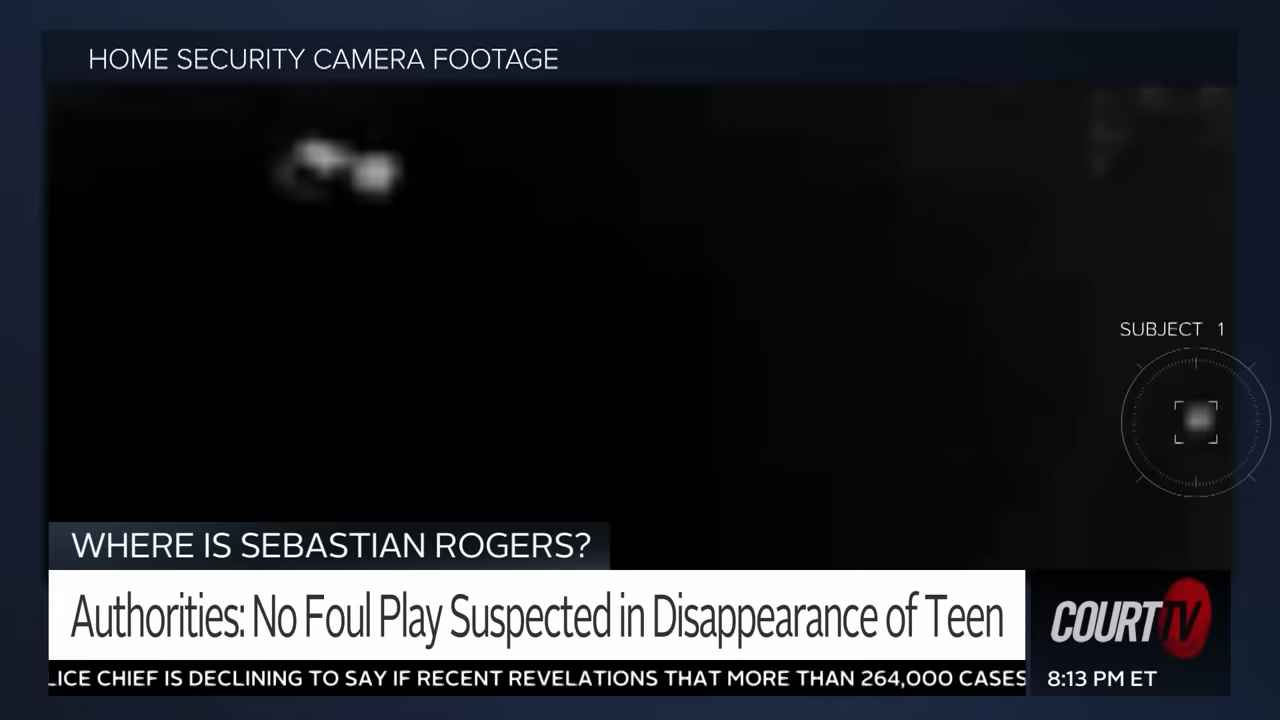 HOME SECURITY CAMERA FOOTAGE
SUBJECT 1
WHERE IS SEBASTIAN ROGERS?
Authorities: No Foul Play Suspected in Disappearance of Teen
COURT TV
LICE CHIEF IS DECLINING TO SAY IF RECENT REVELATIONS THAT MORE THAN 264,000 CASES
8:13 PM ET